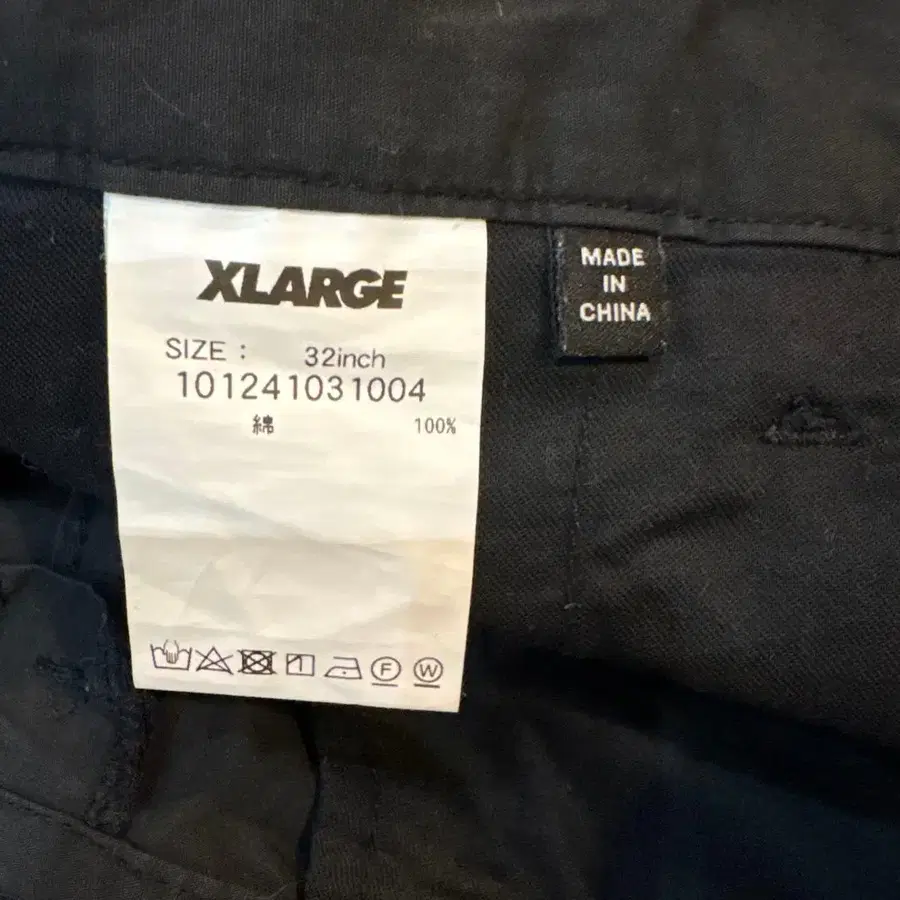 XLARGE
SIZE : 32inch
101241031004
綿 100%
F W
MADE
IN
CHINA